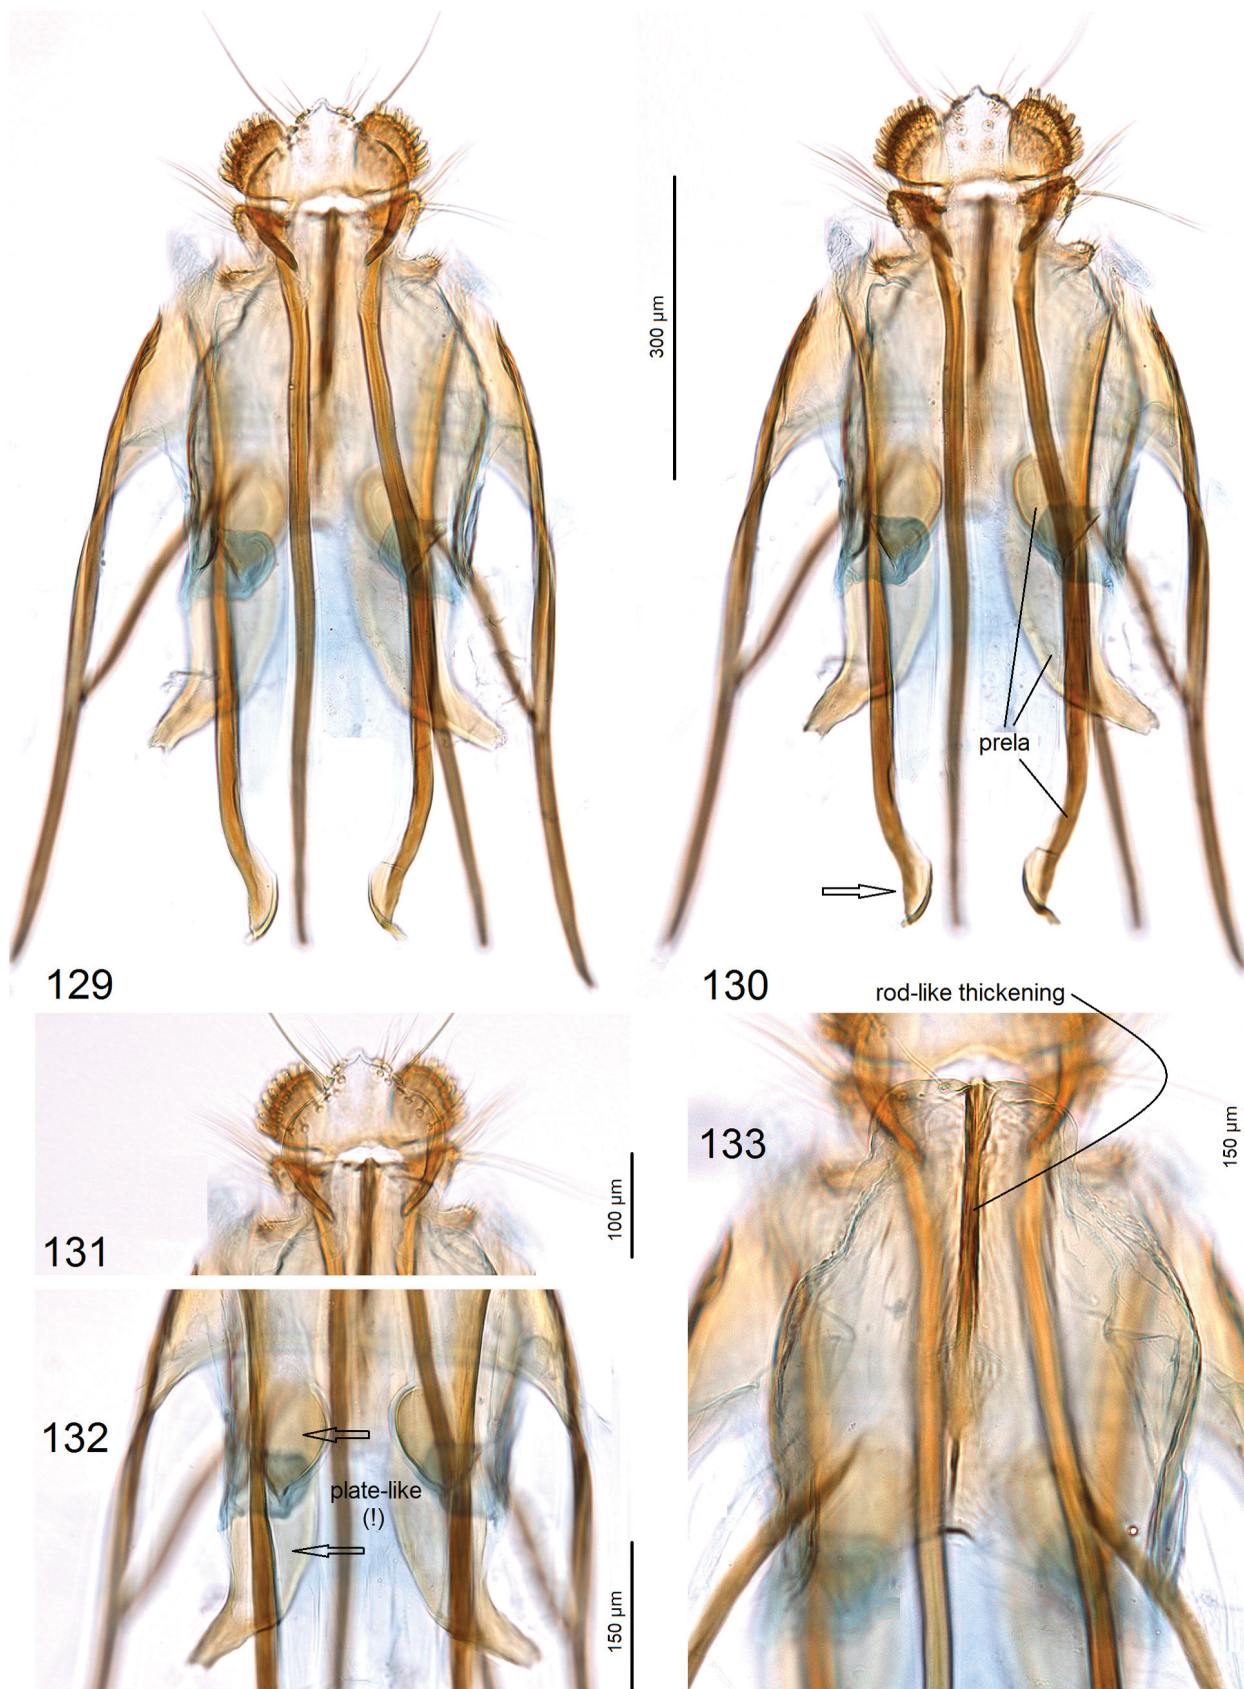 300 µm
prela
129
130
rod-like thickening
131
100 µm
133
150 µm
132
plate-like
(!)
150 µm